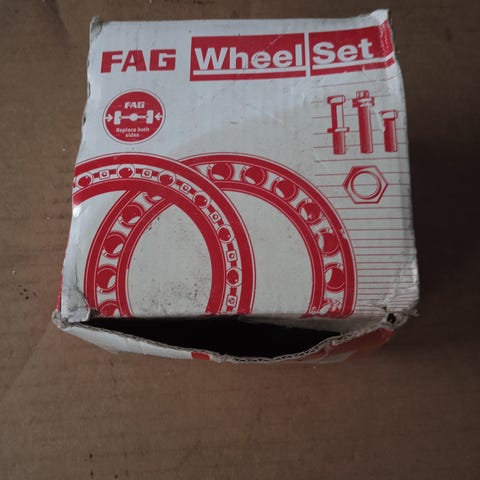 FAG Wheel Set
FAG
Replace both
sides